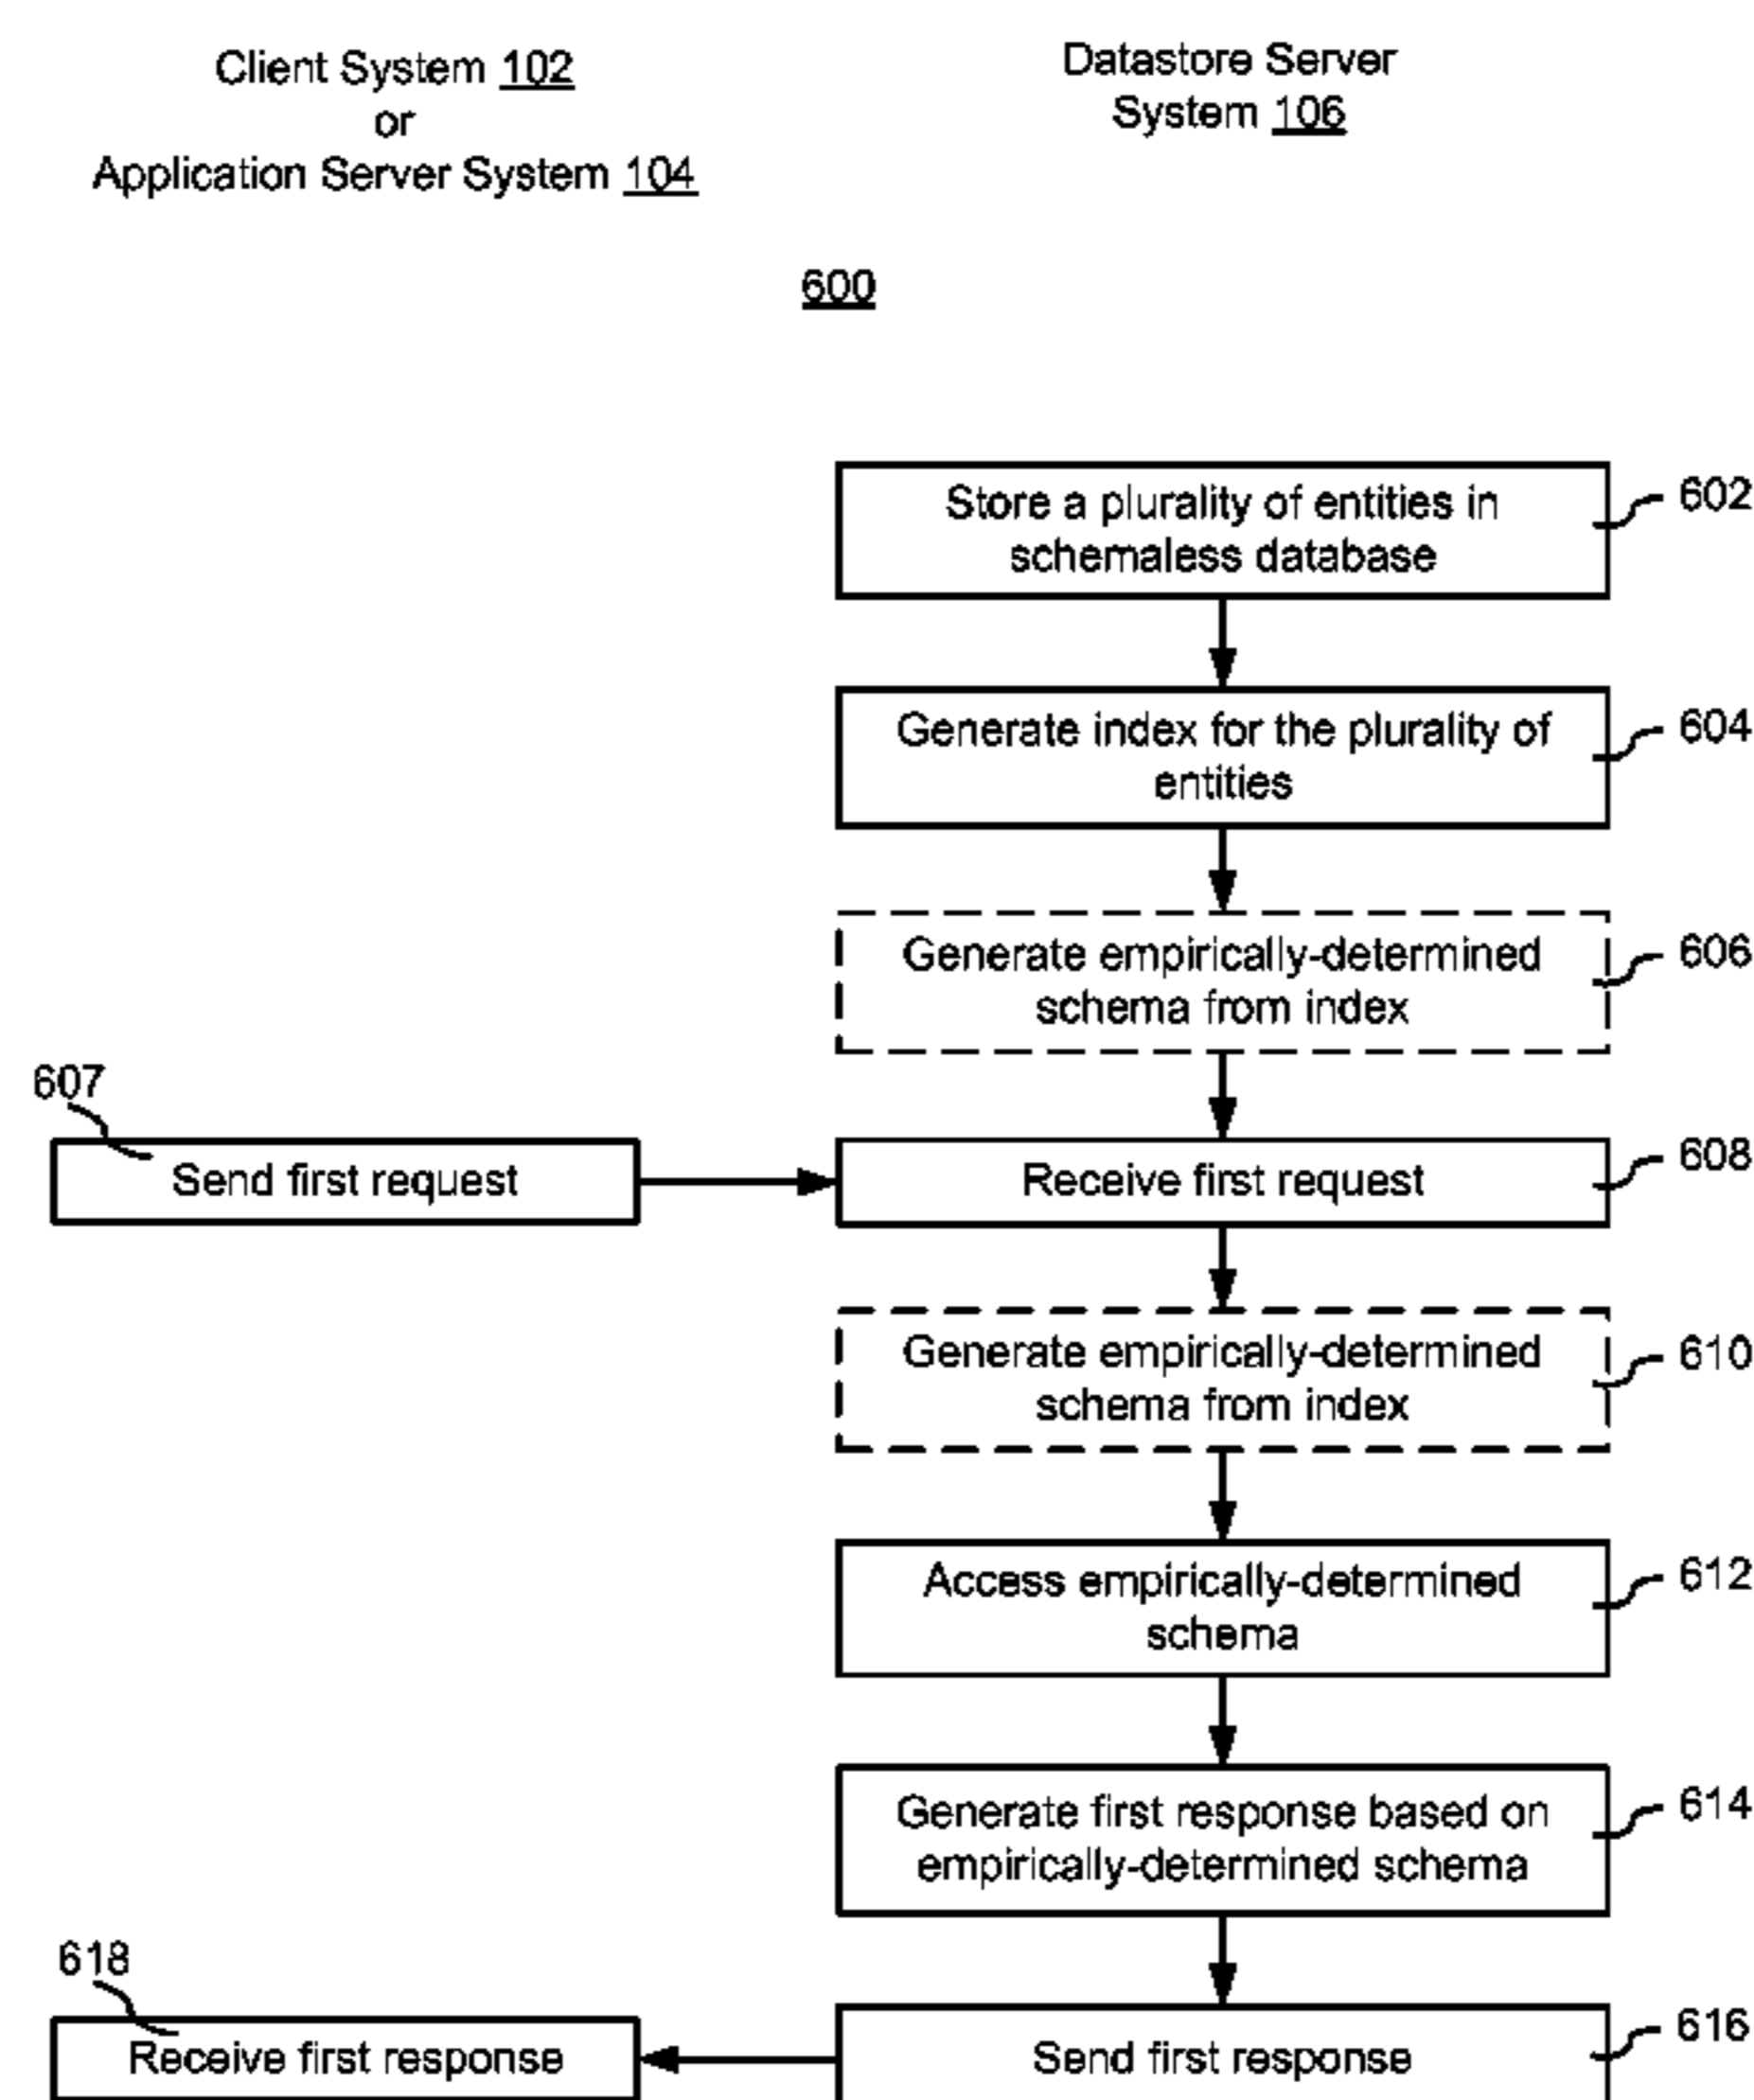 Client System 102
or
Application Server System 104
Datastore Server
System 106
600
Store a plurality of entities in
schemaless database
602
Generate index for the plurality of
entities
604
Generate empirically-determined
schema from index
606
607
Send first request
Receive first request
608
Generate empirically-determined
schema from index
610
Access empirically-determined
schema
612
Generate first response based on
empirically-determined schema
614
618
Receive first response
Send first response
616